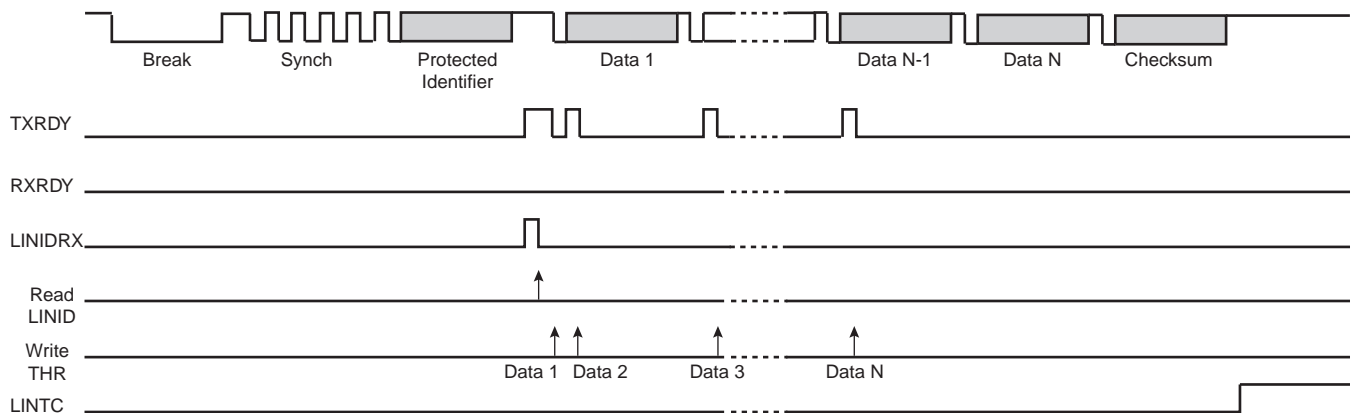 Break Synch Protected Data 1 Data N-1 Data N Checksum
Identifier
TXRDY
RXRDY
LINIDRX
Read
LINID
Write
THR
Data 1 Data 2 Data 3 Data N
LINTC